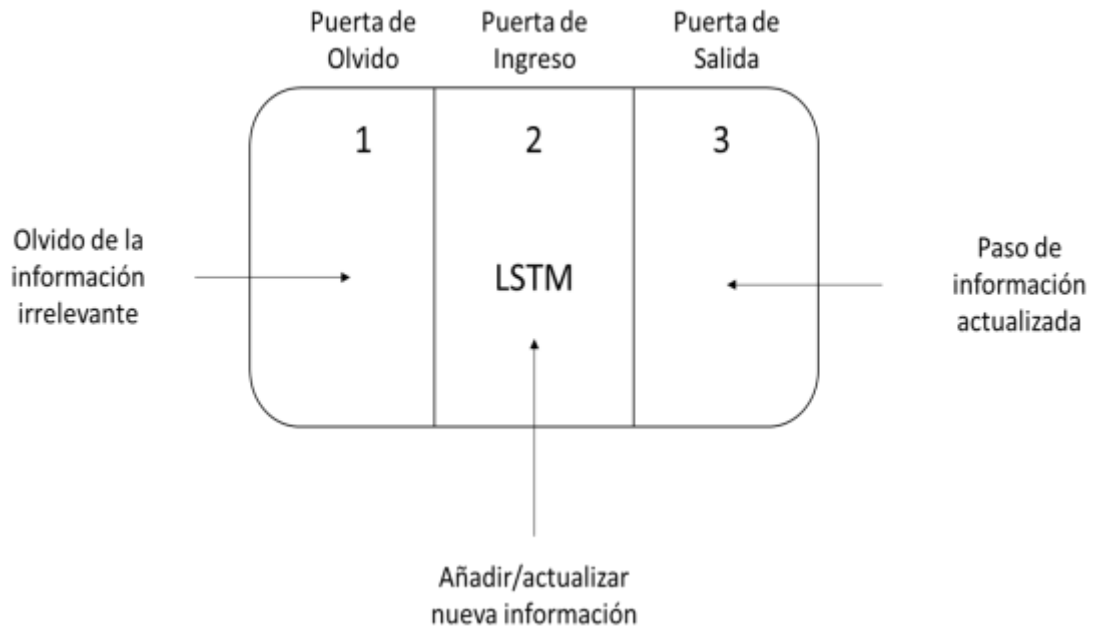 Puerta de
Olvido
Puerta de
Ingreso
Puerta de
Salida
1
2
3
Olvido de la
información
irrelevante
LSTM
Paso de
información
actualizada
Añadir/actualizar
nueva información